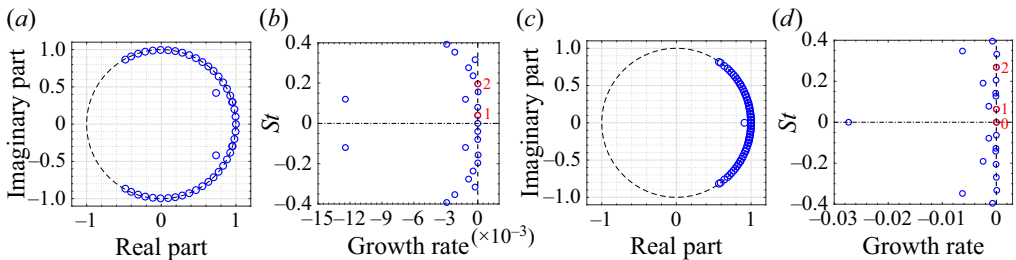 (a) (b) (c) (d)
1.0 0.5 0 −0.5 −1.0
Imaginary part
−1 0 1
Real part
0.4 0.2 0 −0.2 −0.4
St
2
1
−15 −12 −9 −6 −3 0
Growth rate (×10⁻³)
1.0 0.5 0 −0.5 −1.0
Imaginary part
−1 0 1
Real part
0.4 0.2 0 −0.2 −0.4
St
2
1
0
−0.03 −0.02 −0.01 0
Growth rate